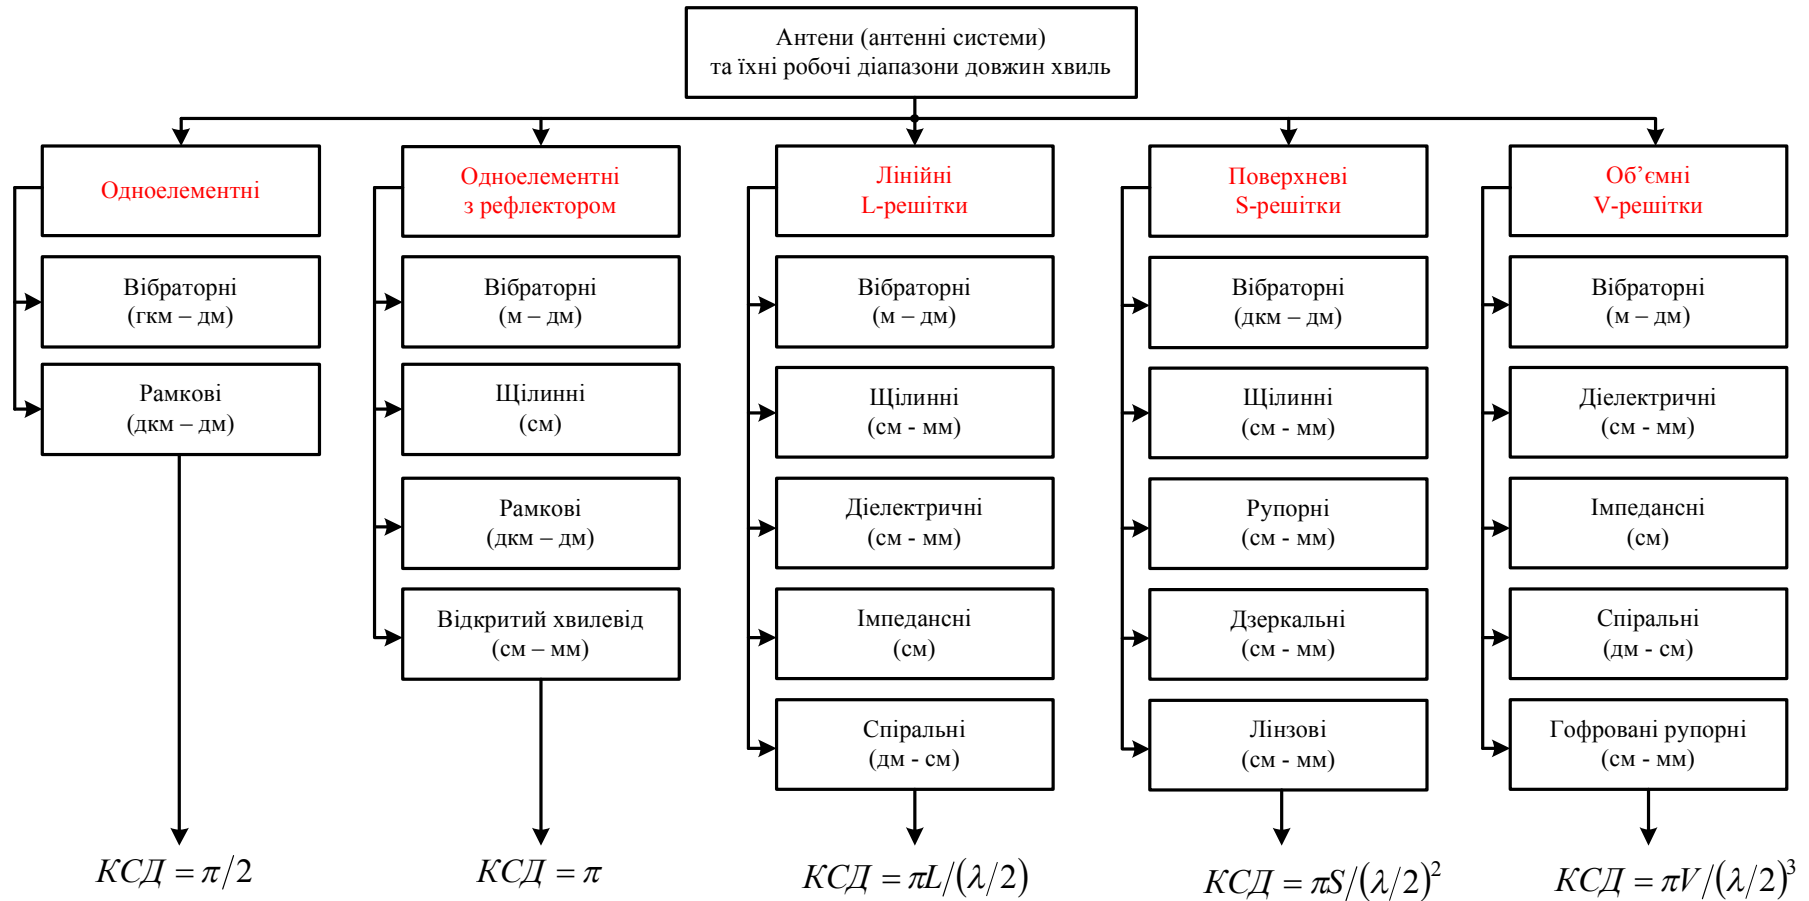 Антени (антенні системи)
та їхні робочі діапазони довжин хвиль
Одноелементні
Вібраторні
(гкм – дм)
Рамкові
(дкм – дм)
КСД = π/2
Одноелементні
з рефлектором
Вібраторні
(м – дм)
Щілинні
(см)
Рамкові
(дкм – дм)
Відкритий хвилевід
(см – мм)
КСД = π
Лінійні
L-решітки
Вібраторні
(м – дм)
Щілинні
(см - мм)
Діелектричні
(см - мм)
Імпедансні
(см)
Спіральні
(дм - см)
КСД = πL/(λ/2)
Поверхневі
S-решітки
Вібраторні
(дкм – дм)
Щілинні
(см - мм)
Рупорні
(см - мм)
Дзеркальні
(см - мм)
Лінзові
(см - мм)
КСД = πS/(λ/2)²
Об’ємні
V-решітки
Вібраторні
(м – дм)
Діелектричні
(см - мм)
Імпедансні
(см)
Спіральні
(дм - см)
Гофровані рупорні
(см - мм)
КСД = πV/(λ/2)³